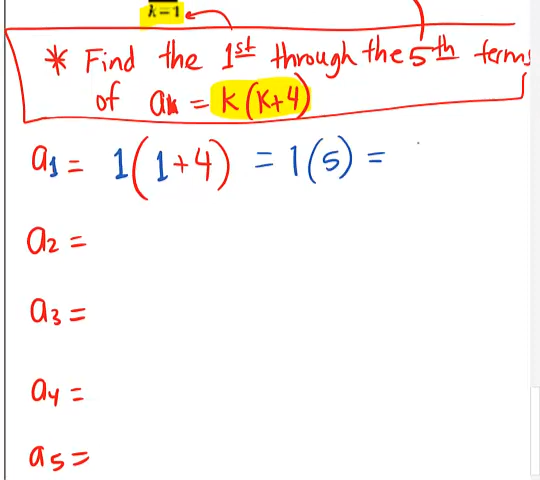 k=1
* Find the 1st through the 5th terms
of ak = k(k+4)
a1 = 1(1+4) = 1(5) =
a2 =
a3 =
a4 =
a5 =